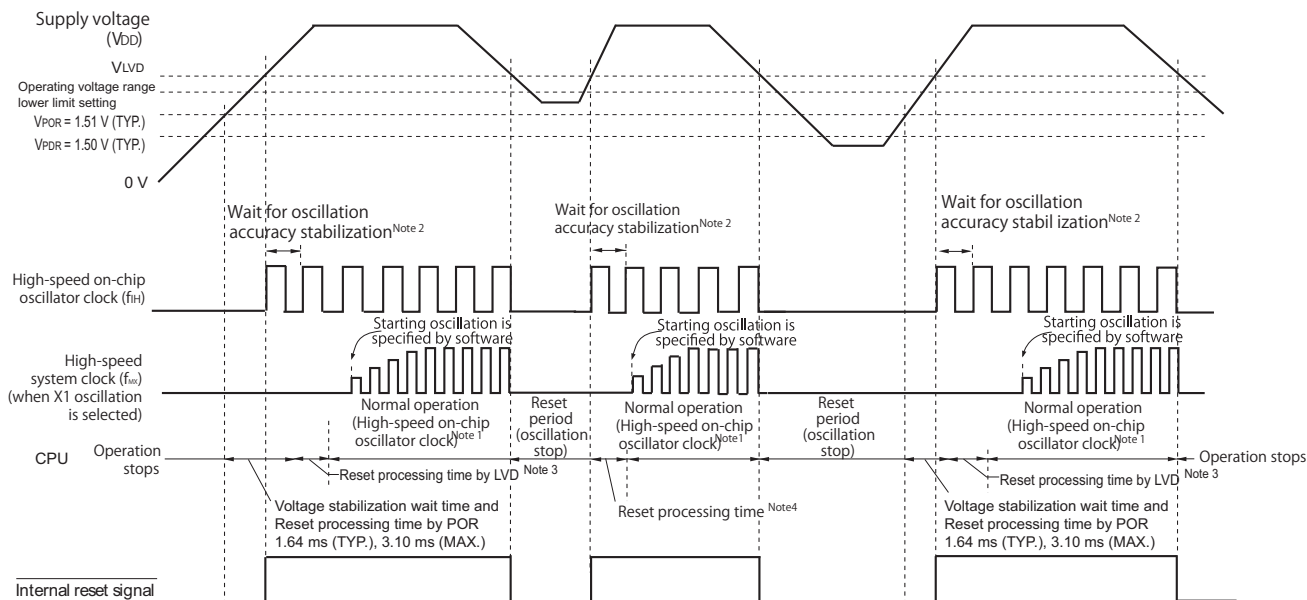 Supply voltage
(VDD)
VLVD
Operating voltage range
lower limit setting
VPOR = 1.51 V (TYP.)
VPDR = 1.50 V (TYP.)
0 V
Wait for oscillation
accuracy stabilization Note 2
Wait for oscillation
accuracy stabilization Note 2
Wait for oscillation
accuracy stabil ization Note 2
High-speed on-chip
oscillator clock (fIH)
Starting oscillation is
specified by software
Starting oscillation is
specified by software
Starting oscillation is
specified by software
High-speed
system clock (fMX)
(when X1 oscillation
is selected)
Normal operation
(High-speed on-chip
oscillator clock) Note 1
Reset
period
(oscillation
stop)
Normal operation
(High-speed on-chip
oscillator clock) Note1
Reset
period
(oscillation
stop)
Normal operation
(High-speed on-chip
oscillator clock) Note 1
CPU
Operation
stops
Reset processing time by LVD Note 3
Reset processing time Note4
Reset processing time by LVD Note 3
Operation stops
Voltage stabilization wait time and
Reset processing time by POR
1.64 ms (TYP.), 3.10 ms (MAX.)
Voltage stabilization wait time and
Reset processing time by POR
1.64 ms (TYP.), 3.10 ms (MAX.)
Internal reset signal